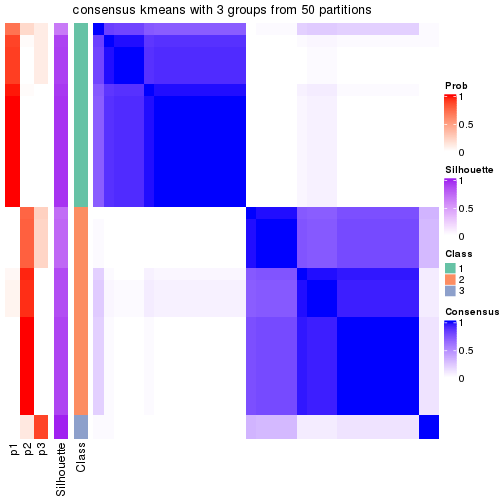 consensus kmeans with 3 groups from 50 partitions
Prob
1
0.5
0
Silhouette
1
0.5
0
Class
1
2
3
Consensus
1
0.5
0
p1
p2
p3
Silhouette
Class